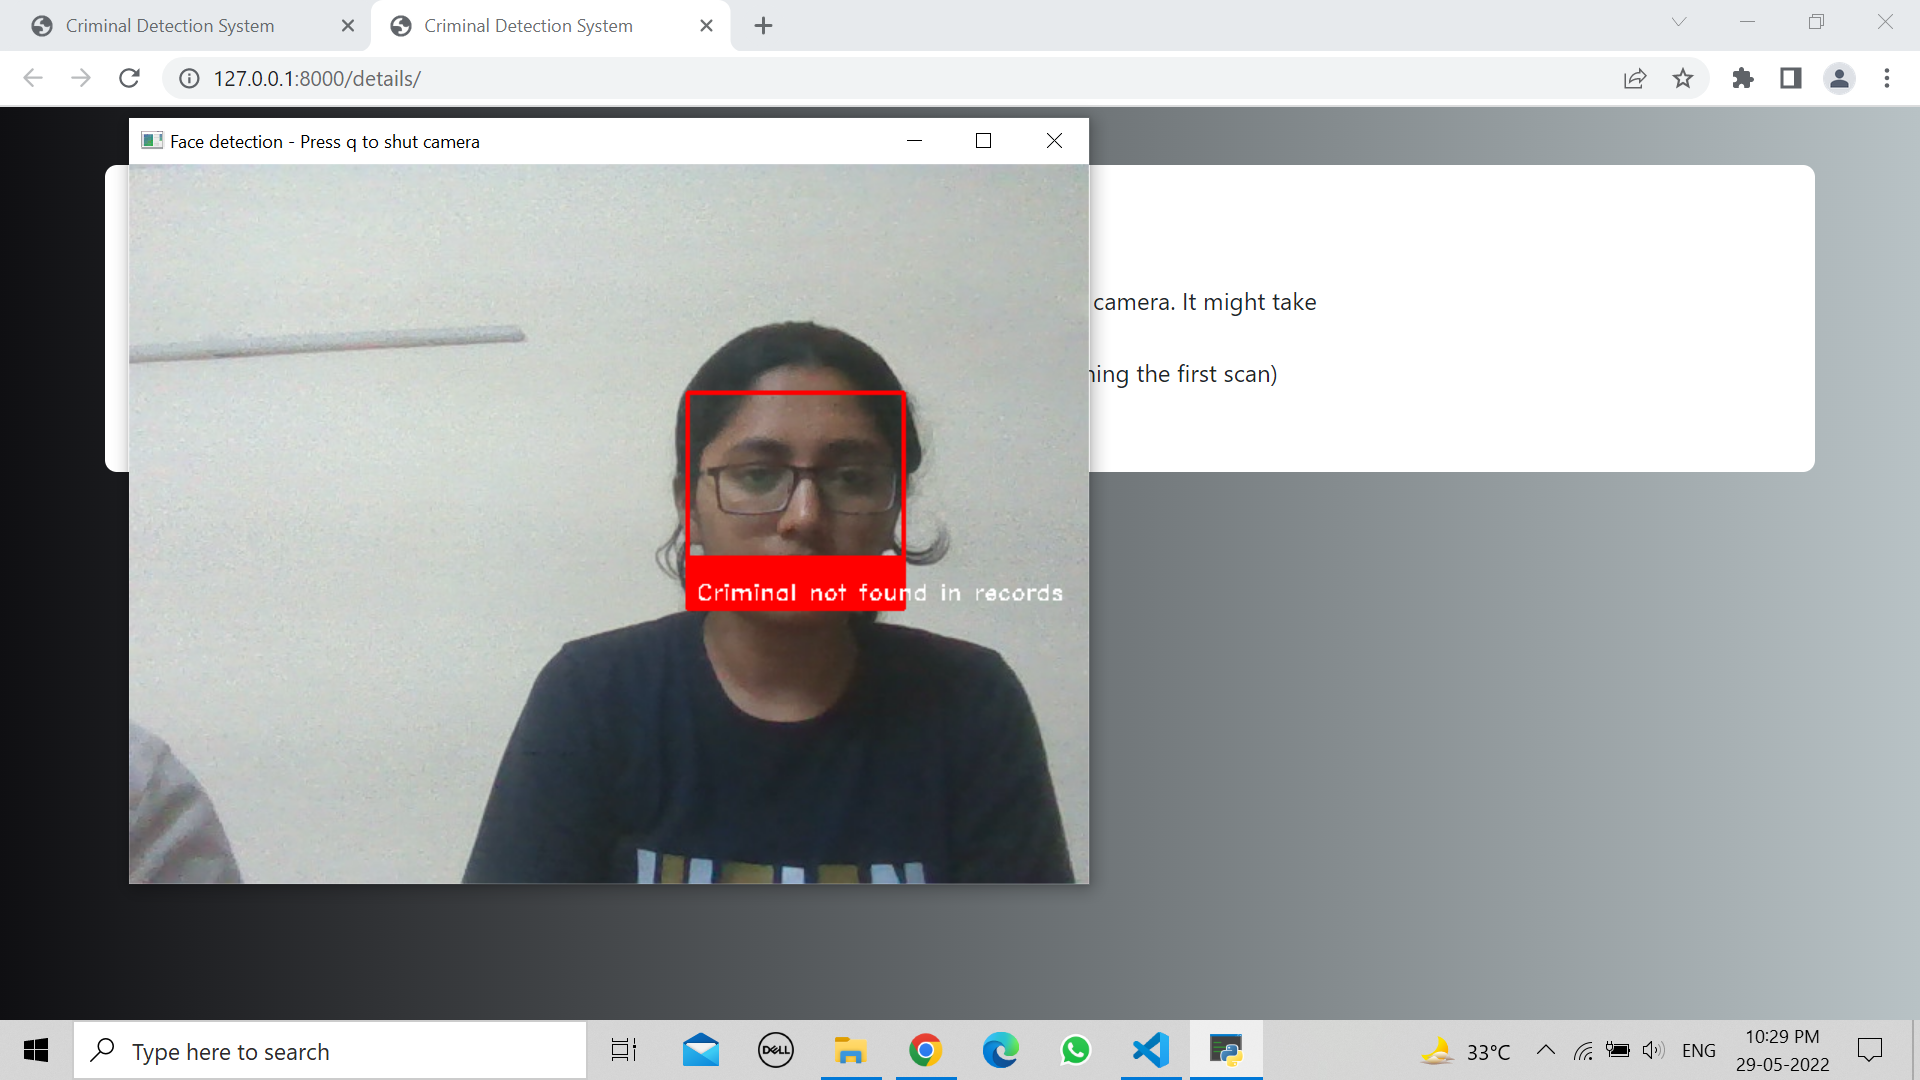 Criminal Detection System
Criminal Detection System
127.0.0.1:8000/details/
Face detection - Press q to shut camera
camera. It might take
the first scan)
Criminal not found in records
Type here to search
DELL
33°C
ENG
10:29 PM
29-05-2022